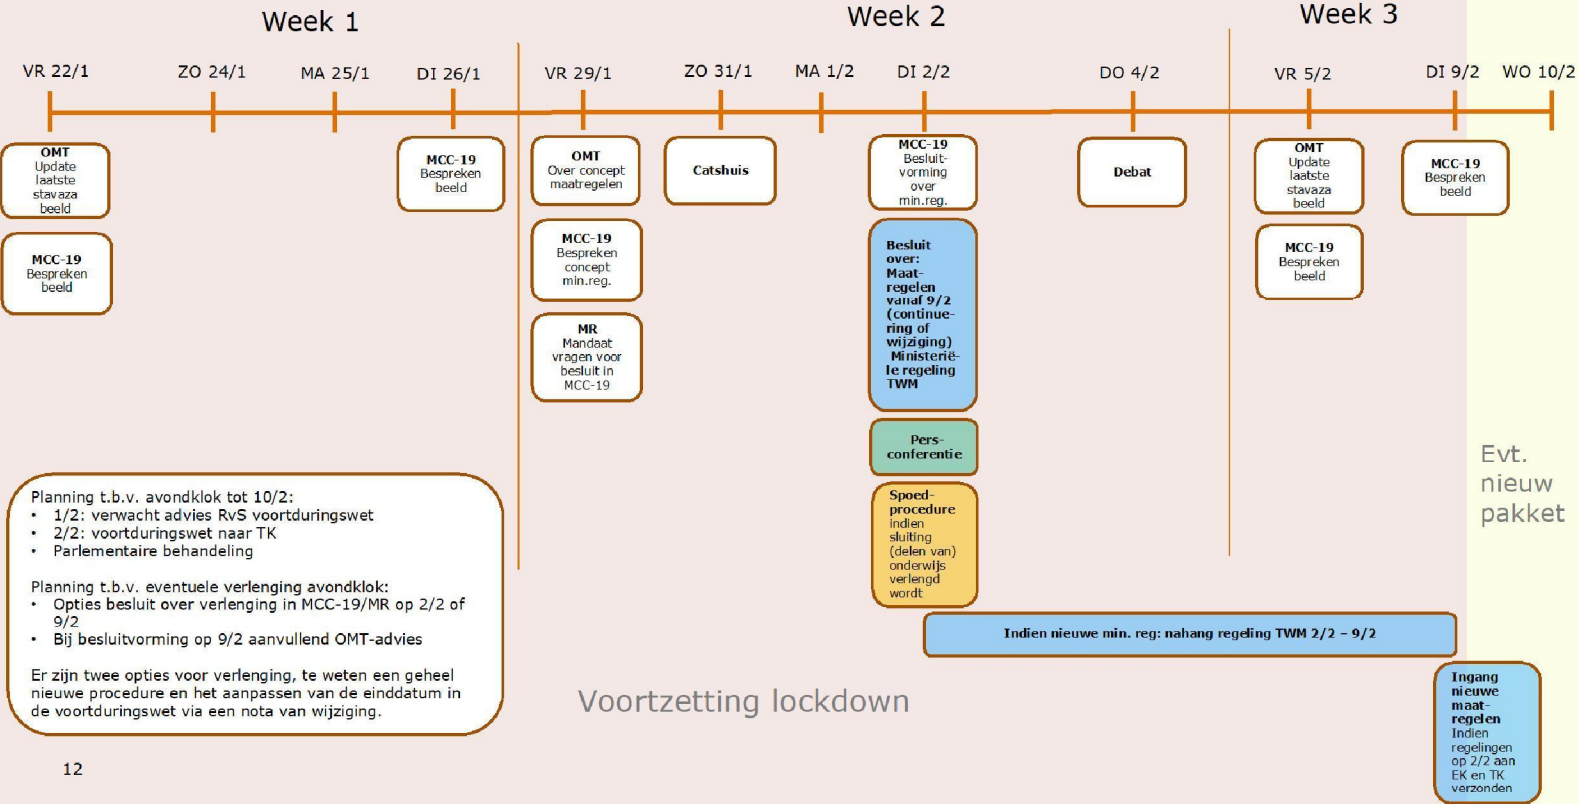 Week 1
Week 2
Week 3
VR 22/1
ZO 24/1
MA 25/1
DI 26/1
VR 29/1
ZO 31/1
MA 1/2
DI 2/2
DO 4/2
VR 5/2
DI 9/2
WO 10/2
OMT
Update
laatste
stavaza
beeld
MCC-19
Bespreken
beeld
MCC-19
Bespreken
beeld
OMT
Over concept
maatregelen
MCC-19
Bespreken
concept
min.reg.
MR
Mandaat
vragen voor
besluit in
MCC-19
Catshuis
MCC-19
Besluit-
vorming
over
min.reg.
Besluit
over:
Maat-
regelen
vanaf 9/2
(continue-
ring of
wijziging)
Ministerië-
le regeling
TWM
Pers-
conferentie
Spoed-
procedure
indien
sluiting
(delen van)
onderwijs
verlengd
wordt
Debat
OMT
Update
laatste
stavaza
beeld
MCC-19
Bespreken
beeld
MCC-19
Bespreken
beeld
Evt.
nieuw
pakket
Planning t.b.v. avondklok tot 10/2:
• 1/2: verwacht advies RvS voortduringswet
• 2/2: voortduringswet naar TK
• Parlementaire behandeling
Planning t.b.v. eventuele verlenging avondklok:
• Opties besluit over verlenging in MCC-19/MR op 2/2 of
9/2
• Bij besluitvorming op 9/2 aanvullend OMT-advies
Er zijn twee opties voor verlenging, te weten een geheel
nieuwe procedure en het aanpassen van de einddatum in
de voortduringswet via een nota van wijziging.
Indien nieuwe min. reg: nahang regeling TWM 2/2 – 9/2
Voortzetting lockdown
Ingang
nieuwe
maat-
regelen
Indien
regelingen
op 2/2 aan
EK en TK
verzonden
12